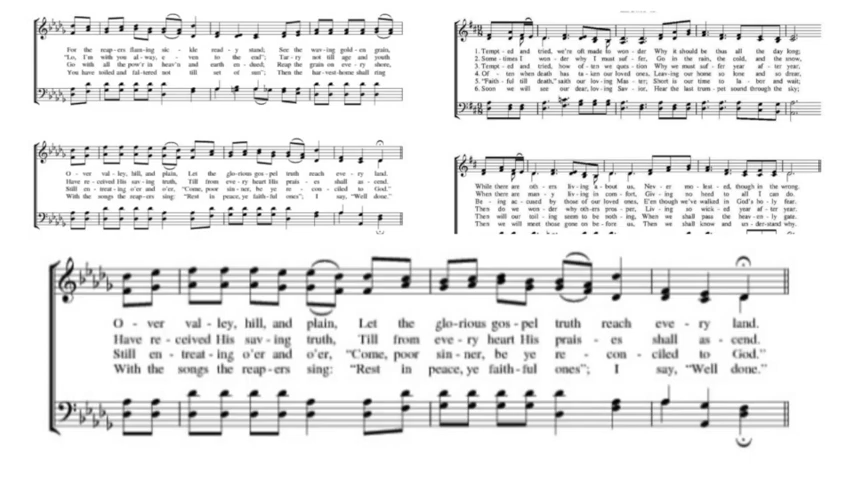 For the reap-ers flam-ing sic - kle read - y stand; See the wav-ing gold-en grain,
"Lo, I'm with you al-way, e - ven to the end"; Tar-ry not till age and youth
Go with all the pow'r in heav'n and earth en - dued; Reap the grain on ev-ery shore,
You have toiled and fal-tered not till set of sun"; Then the har-vest-home shall ring
O - ver val - ley, hill, and plain, Let the glo-rious gos-pel truth reach eve - ry land.
Have re - ceived His sav-ing truth, Till from eve-ry heart His prais-es shall as - cend.
Still en - treat-ing o'er and o'er, "Come, poor sin-ner, be ye re - con - ciled to God."
With the songs the reap-ers sing: "Rest in peace, ye faith-ful ones"; I say, "Well done."
1. Tempt - ed and tried, we're oft made to won - der Why it should be thus all the day long;
2. Some-times I won - der why I must suf - fer, Go in the rain, the cold, and the snow,
3. Tempt - ed and tried, how of - ten we ques - tion Why we must suf - fer year af - ter year,
4. Of - ten when death has ta - ken our loved ones, Leav-ing our home so lone and so drear,
5. "Faith-ful till death," saith our lov-ing Mas - ter; Short is our time to la - bor and wait;
6. Soon we will see our dear, lov-ing Sav - ior, Hear the last trum-pet sound through the sky;
While there are oth - ers liv-ing a-bout us, Nev - er mo-lest - ed, though in the wrong.
When there are man - y liv-ing in com-fort, Giv - ing no heed to all I can do.
Be - ing ac-cused by those of our loved ones, E'en though we've walked in God's ho-ly fear.
Then do we won - der why oth-ers pros - per, Liv - ing so wick-ed year af-ter year.
Then will our toil-ing seem to be noth-ing, When we shall pass the heav-en-ly gate.
We will meet those gone on be-fore us, Then we shall know and un-der-stand why.
O - ver val - ley, hill, and plain, Let the glo-rious gos-pel truth reach eve - ry land.
Have re - ceived His sav-ing truth, Till from eve-ry heart His prais - es shall as - cend.
Still en - treat - ing o'er and o'er, "Come, poor sin-ner, be ye re - con - ciled to God."
With the songs the reap-ers sing: "Rest in peace, ye faith-ful ones"; I say, "Well done."